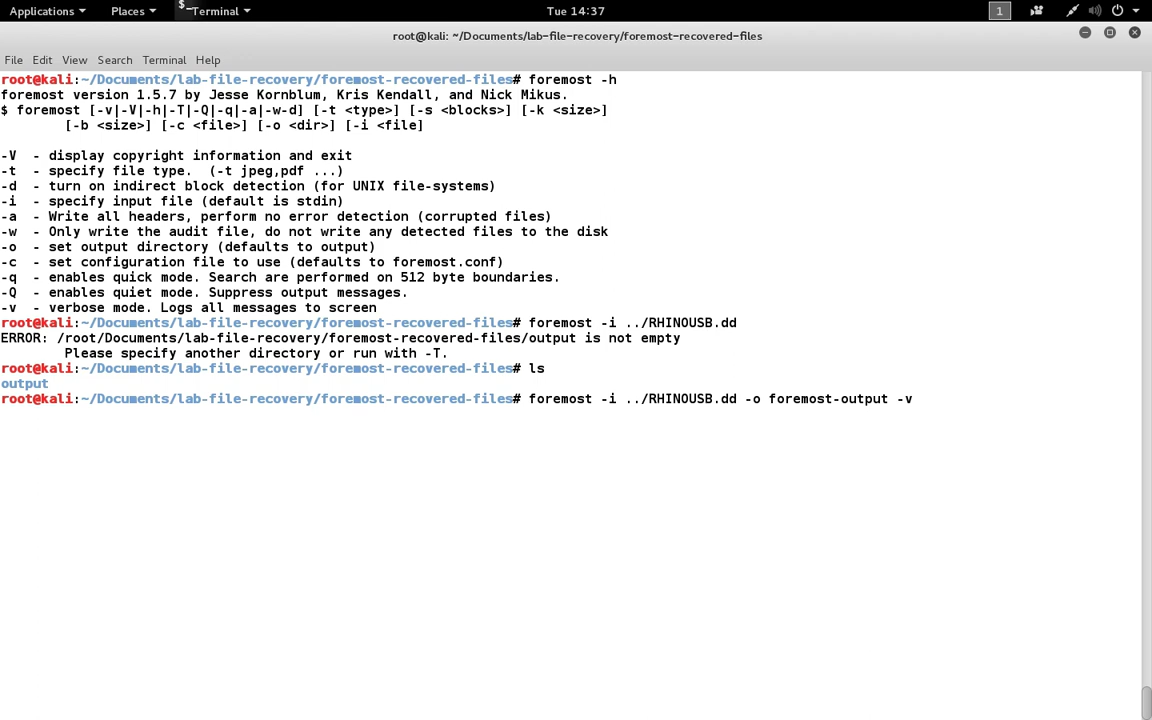 Applications Places Terminal Tue 14:37 1
root@kali: ~/Documents/lab-file-recovery/foremost-recovered-files
File Edit View Search Terminal Help
root@kali:~/Documents/lab-file-recovery/foremost-recovered-files# foremost -h
foremost version 1.5.7 by Jesse Kornblum, Kris Kendall, and Nick Mikus.
$ foremost [-v|-V|-h|-T|-Q|-q|-a|-w-d] [-t <type>] [-s <blocks>] [-k <size>]
        [-b <size>] [-c <file>] [-o <dir>] [-i <file]

-V  - display copyright information and exit
-t  - specify file type.  (-t jpeg,pdf ...)
-d  - turn on indirect block detection (for UNIX file-systems)
-i  - specify input file (default is stdin)
-a  - Write all headers, perform no error detection (corrupted files)
-w  - Only write the audit file, do not write any detected files to the disk
-o  - set output directory (defaults to output)
-c  - set configuration file to use (defaults to foremost.conf)
-q  - enables quick mode. Search are performed on 512 byte boundaries.
-Q  - enables quiet mode. Suppress output messages.
-v  - verbose mode. Logs all messages to screen
root@kali:~/Documents/lab-file-recovery/foremost-recovered-files# foremost -i ../RHINOUSB.dd
ERROR: /root/Documents/lab-file-recovery/foremost-recovered-files/output is not empty
        Please specify another directory or run with -T.
root@kali:~/Documents/lab-file-recovery/foremost-recovered-files# ls
output
root@kali:~/Documents/lab-file-recovery/foremost-recovered-files# foremost -i ../RHINOUSB.dd -o foremost-output -v